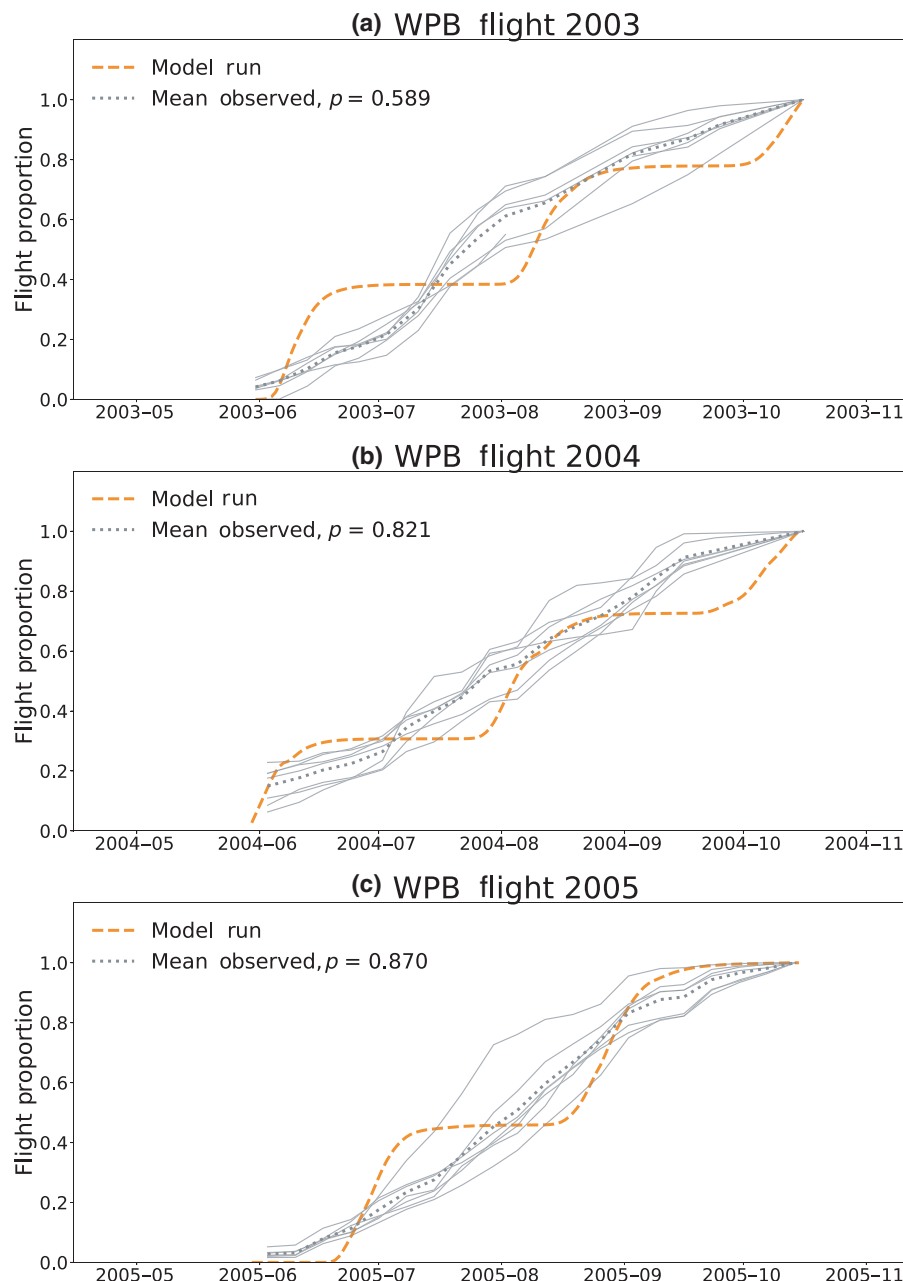 (a) WPB flight 2003
Model run
Mean observed, p = 0.589
Flight proportion
1.0
0.8
0.6
0.4
0.2
0.0
2003–05 2003–06 2003–07 2003–08 2003–09 2003–10 2003–11
(b) WPB flight 2004
Model run
Mean observed, p = 0.821
Flight proportion
1.0
0.8
0.6
0.4
0.2
0.0
2004–05 2004–06 2004–07 2004–08 2004–09 2004–10 2004–11
(c) WPB flight 2005
Model run
Mean observed, p = 0.870
Flight proportion
1.0
0.8
0.6
0.4
0.2
0.0
2005–05 2005–06 2005–07 2005–08 2005–09 2005–10 2005–11